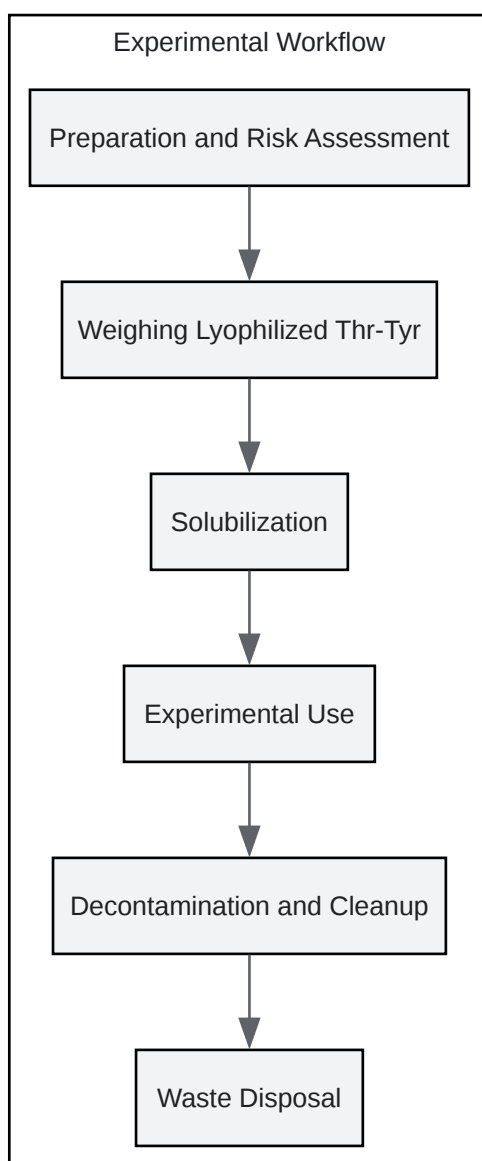 Experimental Workflow
Preparation and Risk Assessment
Weighing Lyophilized Thr-Tyr
Solubilization
Experimental Use
Decontamination and Cleanup
Waste Disposal